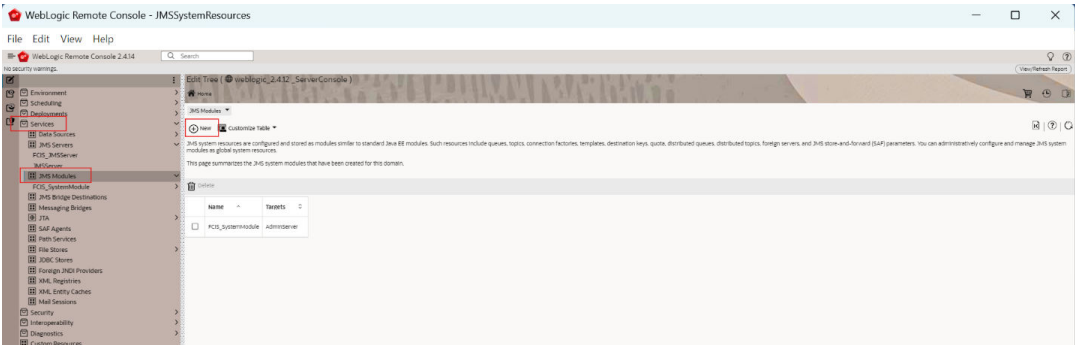 WebLogic Remote Console - JMSSystemResources
File Edit View Help
WebLogic Remote Console 2.4.14
Search
No security warnings.
View/Refresh Report
Edit Tree ( weblogic_2.4.12 _ServerConsole )
Home
Environment
Scheduling
Deployments
Services
Data Sources
JMS Servers
FCIS_JMSServer
JMSServer
JMS Modules
FCIS_SystemModule
JMS Bridge Destinations
Messaging Bridges
JTA
SAF Agents
Path Services
File Stores
JDBC Stores
Foreign JNDI Providers
XML Registries
XML Entity Caches
Mail Sessions
Security
Interoperability
Diagnostics
Custom Resources
JMS Modules
New Customize Table
JMS system resources are configured and stored as modules similar to standard Java EE modules. Such resources include queues, topics, connection factories, templates, destination keys, quota, distributed queues, distributed topics, foreign servers, and JMS store-and-forward (SAF) parameters. You can administratively configure and manage JMS system
modules as global system resources.
This page summarizes the JMS system modules that have been created for this domain.
Delete
Name Targets
FCIS_SystemModule AdminServer